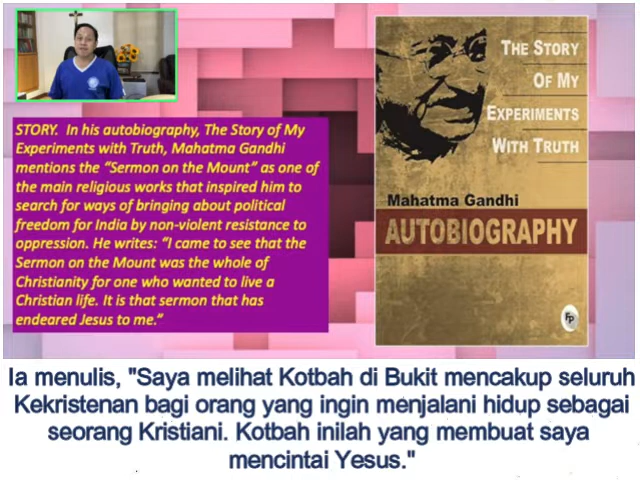 STORY. In his autobiography, The Story of My
Experiments with Truth, Mahatma Gandhi
mentions the “Sermon on the Mount” as one of
the main religious works that inspired him to
search for ways of bringing about political
freedom for India by non-violent resistance to
oppression. He writes: “I came to see that the
Sermon on the Mount was the whole of
Christianity for one who wanted to live a
Christian life. It is that sermon that has
endeared Jesus to me.”
THE STORY
OF MY
EXPERIMENTS
WITH TRUTH
Mahatma Gandhi
AUTOBIOGRAPHY
FP
Ia menulis, "Saya melihat Kotbah di Bukit mencakup seluruh
Kekristenan bagi orang yang ingin menjalani hidup sebagai
seorang Kristiani. Kotbah inilah yang membuat saya
mencintai Yesus."